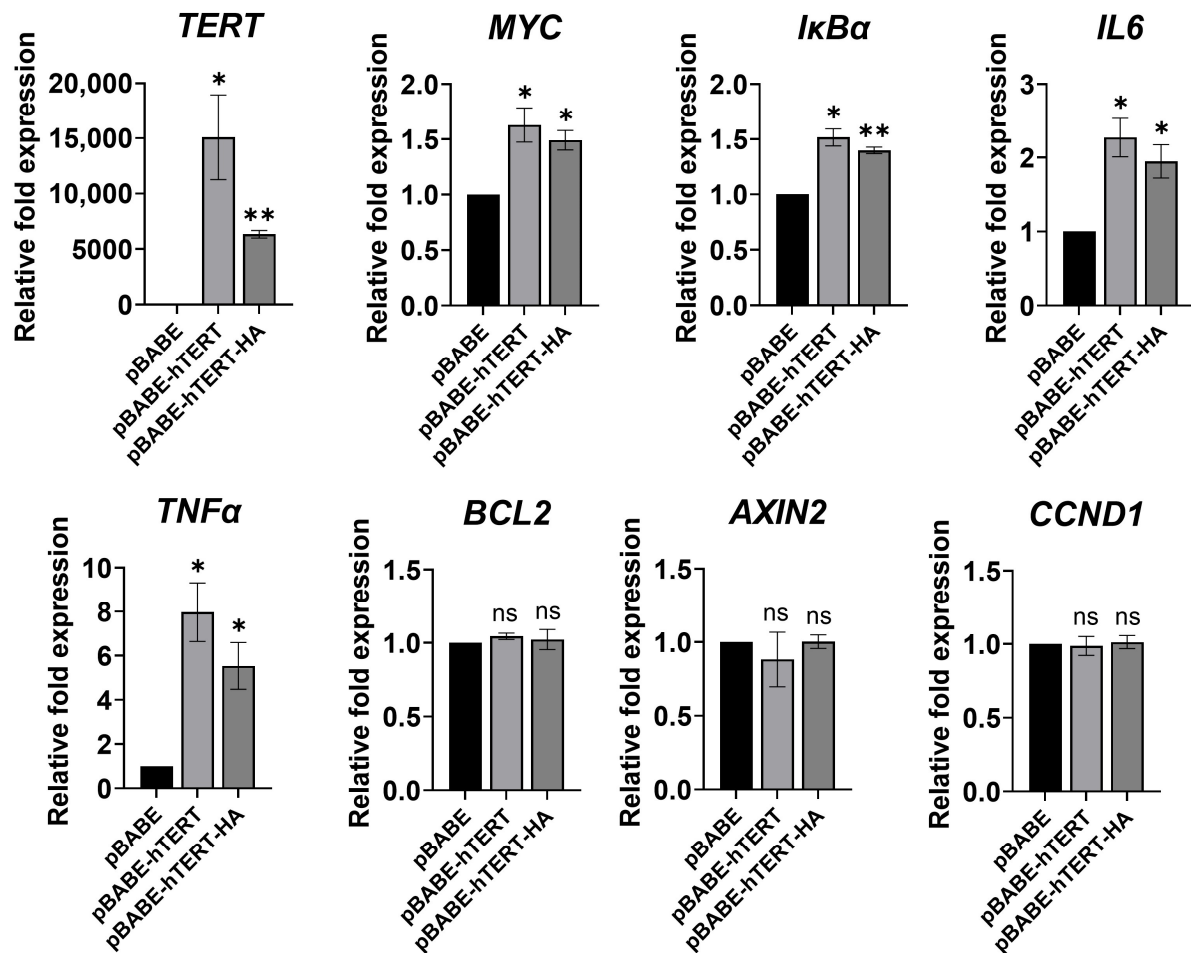 TERT
Relative fold expression
20,000
15,000
10,000
5000
0
*
**
pBABE
pBABE-hTERT
pBABE-hTERT-HA
MYC
Relative fold expression
2.0
1.5
1.0
0.5
0.0
*
*
pBABE
pBABE-hTERT
pBABE-hTERT-HA
IκBα
Relative fold expression
2.0
1.5
1.0
0.5
0.0
*
**
pBABE
pBABE-hTERT
pBABE-hTERT-HA
IL6
Relative fold expression
3
2
1
0
*
*
pBABE
pBABE-hTERT
pBABE-hTERT-HA
TNFα
Relative fold expression
10
8
6
4
2
0
*
*
pBABE
pBABE-hTERT
pBABE-hTERT-HA
BCL2
Relative fold expression
1.5
1.0
0.5
0.0
ns
ns
pBABE
pBABE-hTERT
pBABE-hTERT-HA
AXIN2
Relative fold expression
1.5
1.0
0.5
0.0
ns
ns
pBABE
pBABE-hTERT
pBABE-hTERT-HA
CCND1
Relative fold expression
1.5
1.0
0.5
0.0
ns
ns
pBABE
pBABE-hTERT
pBABE-hTERT-HA